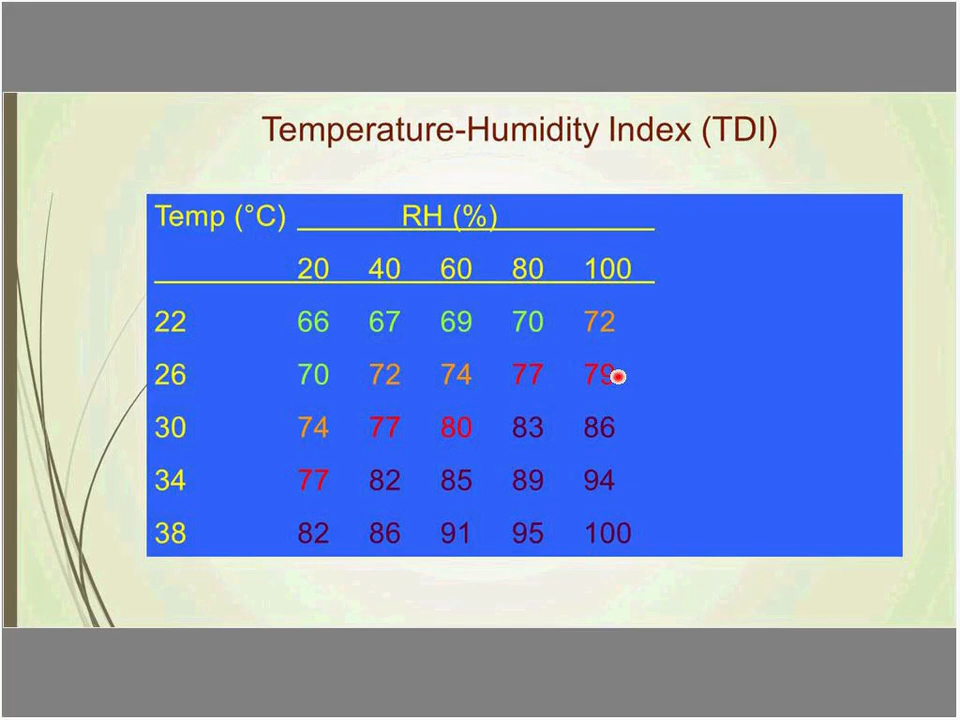 Temperature-Humidity Index (TDI)
Temp (°C) RH (%)
20 40 60 80 100
22 66 67 69 70 72
26 70 72 74 77 79
30 74 77 80 83 86
34 77 82 85 89 94
38 82 86 91 95 100